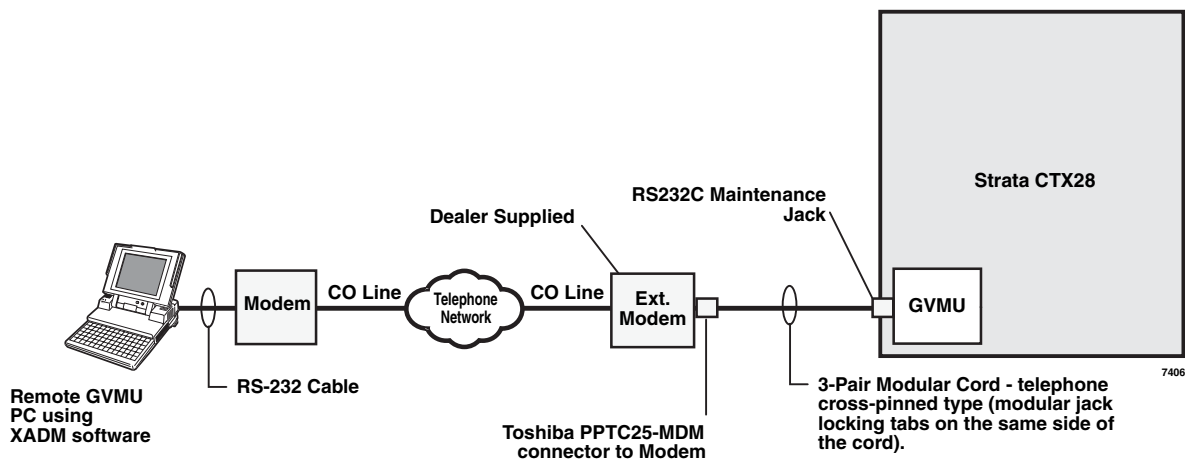 Strata CTX28
RS232C Maintenance
Jack
Dealer Supplied
Modem
CO Line
Telephone
Network
CO Line
Ext.
Modem
GVMU
7406
RS-232 Cable
Remote GVMU
PC using
XADM software
3-Pair Modular Cord - telephone
cross-pinned type (modular jack
locking tabs on the same side of
the cord).
Toshiba PPTC25-MDM
connector to Modem